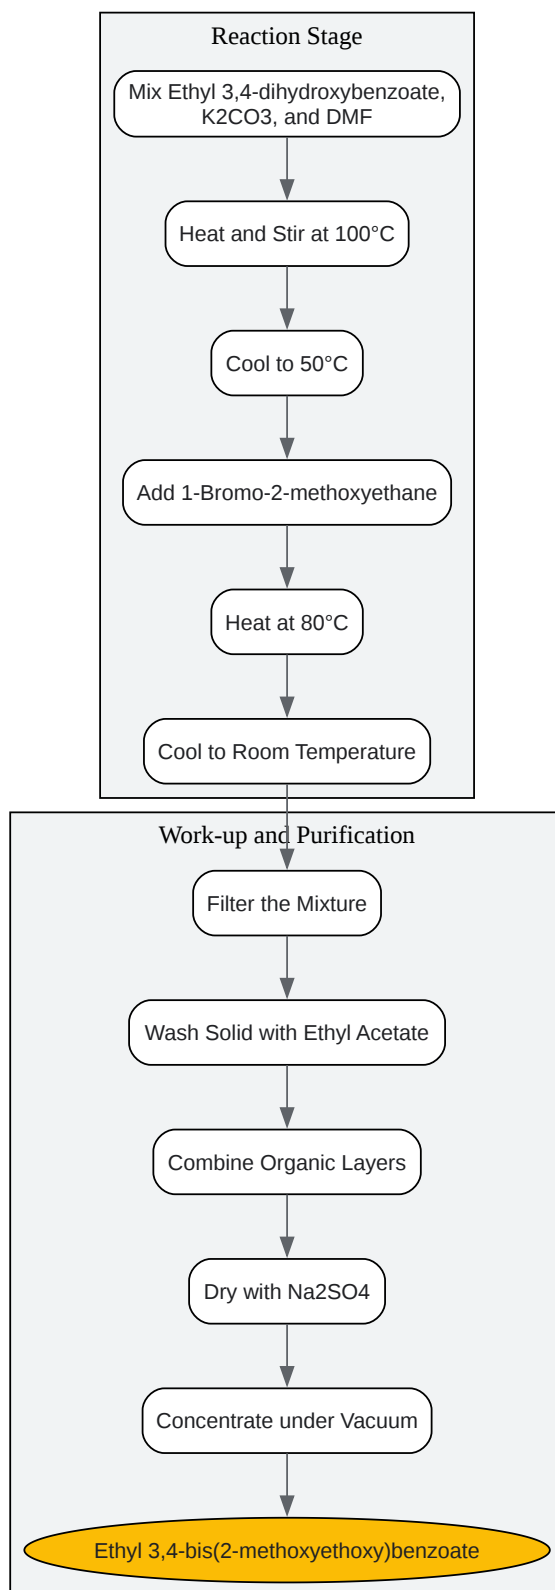 Reaction Stage
Mix Ethyl 3,4-dihydroxybenzoate,
K2CO3, and DMF
Heat and Stir at 100°C
Cool to 50°C
Add 1-Bromo-2-methoxyethane
Heat at 80°C
Cool to Room Temperature
Work-up and Purification
Filter the Mixture
Wash Solid with Ethyl Acetate
Combine Organic Layers
Dry with Na2SO4
Concentrate under Vacuum
Ethyl 3,4-bis(2-methoxyethoxy)benzoate